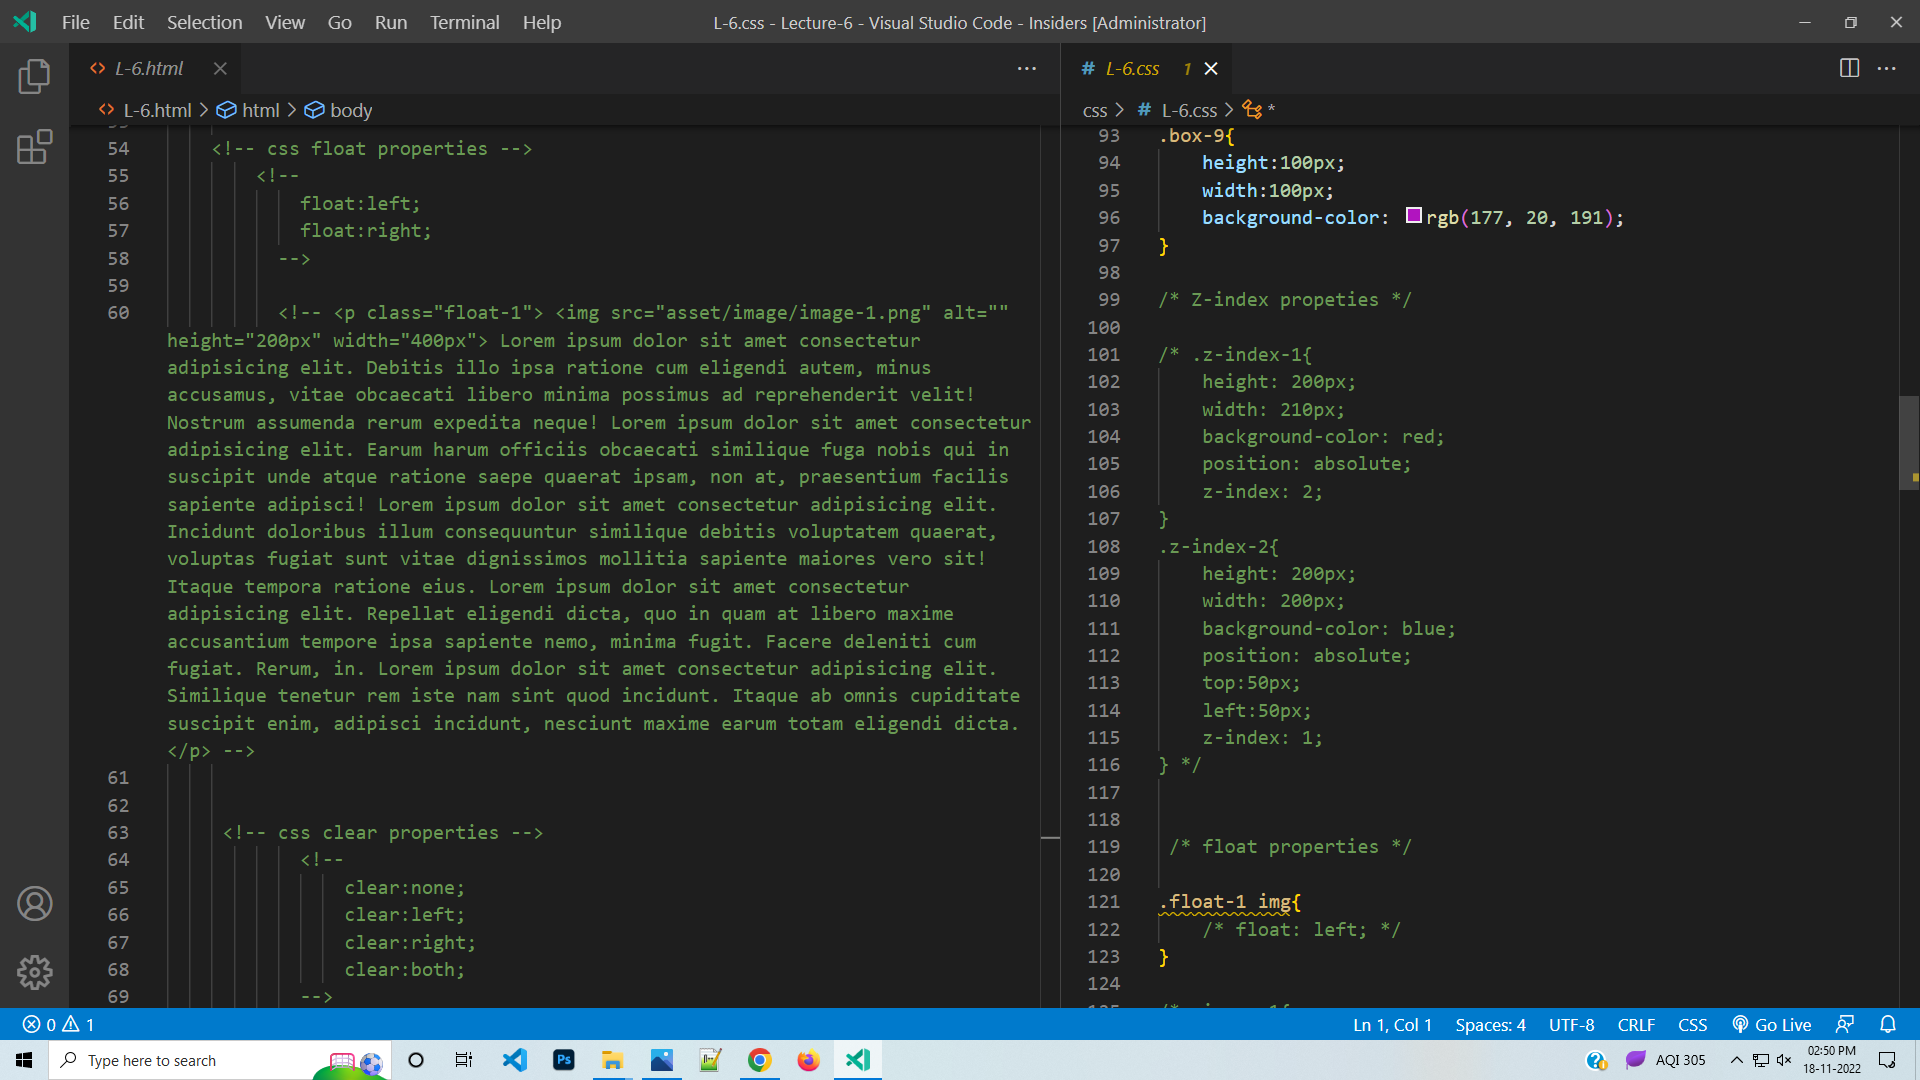 File Edit Selection View Go Run Terminal Help
L-6.css - Lecture-6 - Visual Studio Code - Insiders [Administrator]
L-6.html
L-6.html > html > body
54 <!-- css float properties -->
55 <!--
56 float:left;
57 float:right;
58 -->
59
60 <!-- <p class="float-1"> <img src="asset/image/image-1.png" alt=""
height="200px" width="400px"> Lorem ipsum dolor sit amet consectetur
adipisicing elit. Debitis illo ipsa ratione cum eligendi autem, minus
accusamus, vitae obcaecati libero minima possimus ad reprehenderit velit!
Nostrum assumenda rerum expedita neque! Lorem ipsum dolor sit amet consectetur
adipisicing elit. Earum harum officiis obcaecati similique fuga nobis qui in
suscipit unde atque ratione saepe quaerat ipsam, non at, praesentium facilis
sapiente adipisci! Lorem ipsum dolor sit amet consectetur adipisicing elit.
Incidunt doloribus illum consequuntur similique debitis voluptatem quaerat,
voluptas fugiat sunt vitae dignissimos mollitia sapiente maiores vero sit!
Itaque tempora ratione eius. Lorem ipsum dolor sit amet consectetur
adipisicing elit. Repellat eligendi dicta, quo in quam at libero maxime
accusantium tempore ipsa sapiente nemo, minima fugit. Facere deleniti cum
fugiat. Rerum, in. Lorem ipsum dolor sit amet consectetur adipisicing elit.
Similique tenetur rem iste nam sint quod incidunt. Itaque ab omnis cupiditate
suscipit enim, adipisci incidunt, nesciunt maxime earum totam eligendi dicta.
</p> -->
61
62
63 <!-- css clear properties -->
64 <!--
65 clear:none;
66 clear:left;
67 clear:right;
68 clear:both;
69 -->
# L-6.css 1
css > # L-6.css > *
93 .box-9{
94 height:100px;
95 width:100px;
96 background-color: rgb(177, 20, 191);
97 }
98
99 /* Z-index propeties */
100
101 /* .z-index-1{
102 height: 200px;
103 width: 210px;
104 background-color: red;
105 position: absolute;
106 z-index: 2;
107 }
108 .z-index-2{
109 height: 200px;
110 width: 200px;
111 background-color: blue;
112 position: absolute;
113 top:50px;
114 left:50px;
115 z-index: 1;
116 } */
117
118
119 /* float properties */
120
121 .float-1 img{
122 /* float: left; */
123 }
124
0 1
Ln 1, Col 1 Spaces: 4 UTF-8 CRLF CSS Go Live
Type here to search
Ps
AQI 305
02:50 PM
18-11-2022